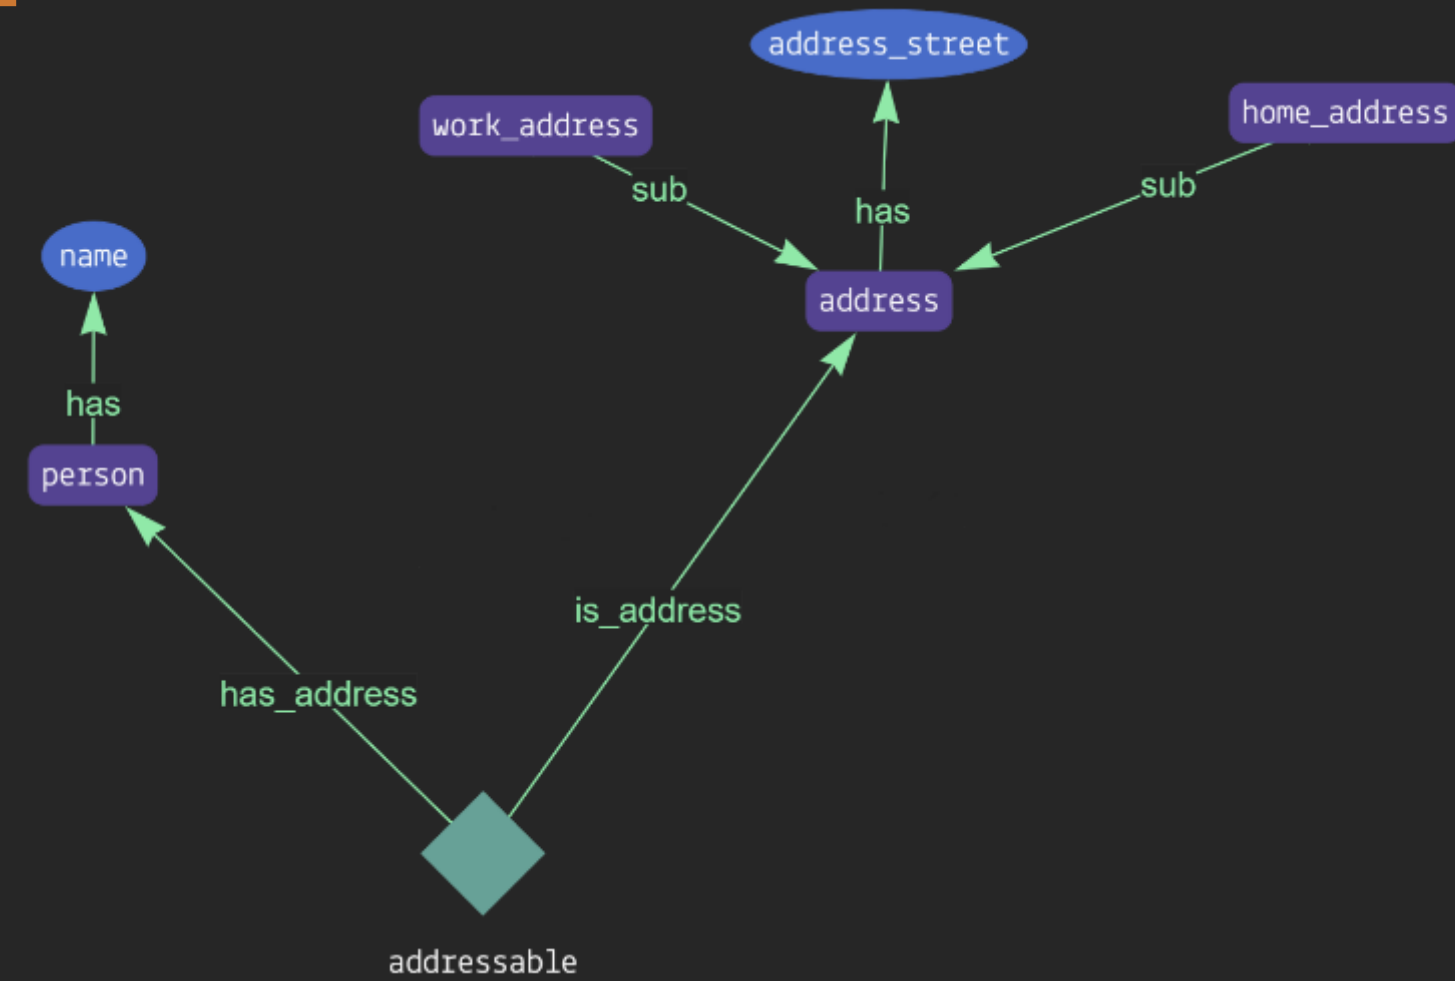 address_street
work_address
home_address
sub
sub
has
name
address
has
person
is_address
has_address
addressable